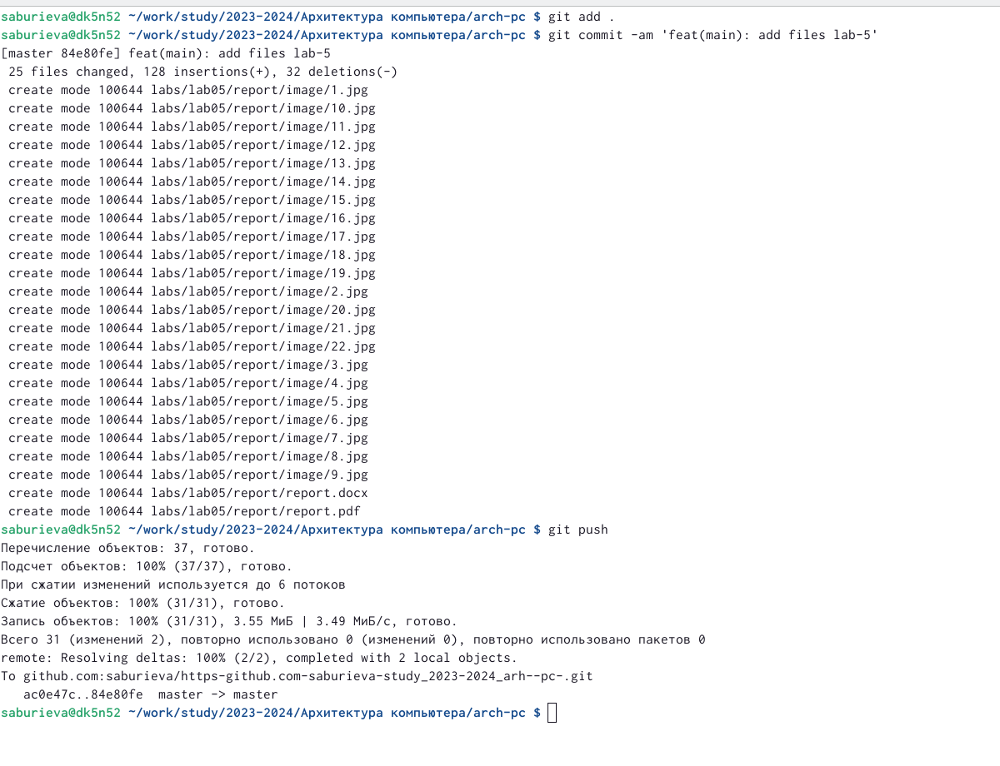 saburieva@dk5n52 ~/work/study/2023-2024/Архитектура компьютера/arch-pc $ git add .
saburieva@dk5n52 ~/work/study/2023-2024/Архитектура компьютера/arch-pc $ git commit -am 'feat(main): add files lab-5'
[master 84e80fe] feat(main): add files lab-5
 25 files changed, 128 insertions(+), 32 deletions(-)
 create mode 100644 labs/lab05/report/image/1.jpg
 create mode 100644 labs/lab05/report/image/10.jpg
 create mode 100644 labs/lab05/report/image/11.jpg
 create mode 100644 labs/lab05/report/image/12.jpg
 create mode 100644 labs/lab05/report/image/13.jpg
 create mode 100644 labs/lab05/report/image/14.jpg
 create mode 100644 labs/lab05/report/image/15.jpg
 create mode 100644 labs/lab05/report/image/16.jpg
 create mode 100644 labs/lab05/report/image/17.jpg
 create mode 100644 labs/lab05/report/image/18.jpg
 create mode 100644 labs/lab05/report/image/19.jpg
 create mode 100644 labs/lab05/report/image/2.jpg
 create mode 100644 labs/lab05/report/image/20.jpg
 create mode 100644 labs/lab05/report/image/21.jpg
 create mode 100644 labs/lab05/report/image/22.jpg
 create mode 100644 labs/lab05/report/image/3.jpg
 create mode 100644 labs/lab05/report/image/4.jpg
 create mode 100644 labs/lab05/report/image/5.jpg
 create mode 100644 labs/lab05/report/image/6.jpg
 create mode 100644 labs/lab05/report/image/7.jpg
 create mode 100644 labs/lab05/report/image/8.jpg
 create mode 100644 labs/lab05/report/image/9.jpg
 create mode 100644 labs/lab05/report/report.docx
 create mode 100644 labs/lab05/report/report.pdf
saburieva@dk5n52 ~/work/study/2023-2024/Архитектура компьютера/arch-pc $ git push
Перечисление объектов: 37, готово.
Подсчет объектов: 100% (37/37), готово.
При сжатии изменений используется до 6 потоков
Сжатие объектов: 100% (31/31), готово.
Запись объектов: 100% (31/31), 3.55 МиБ | 3.49 МиБ/с, готово.
Всего 31 (изменений 2), повторно использовано 0 (изменений 0), повторно использовано пакетов 0
remote: Resolving deltas: 100% (2/2), completed with 2 local objects.
To github.com:saburieva/https-github.com-saburieva-study_2023-2024_arh--pc-.git
   ac0e47c..84e80fe  master -> master
saburieva@dk5n52 ~/work/study/2023-2024/Архитектура компьютера/arch-pc $